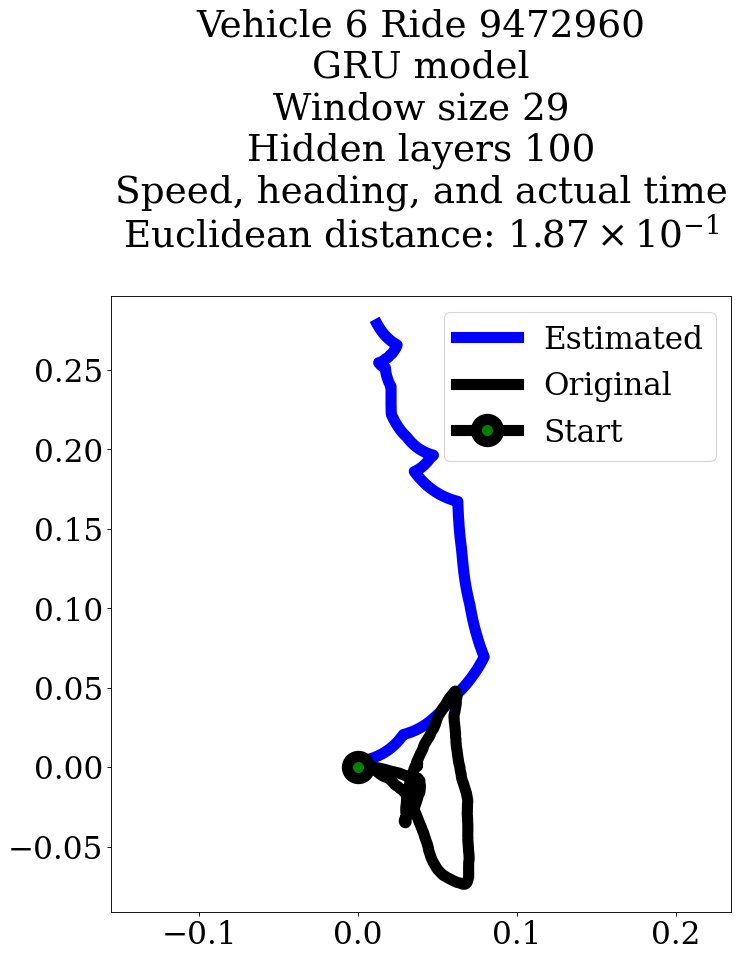 Vehicle 6 Ride 9472960
GRU model
Window size 29
Hidden layers 100
Speed, heading, and actual time
Euclidean distance: 1.87 × 10⁻¹
Estimated
Original
Start
0.25
0.20
0.15
0.10
0.05
0.00
−0.05
−0.1 0.0 0.1 0.2